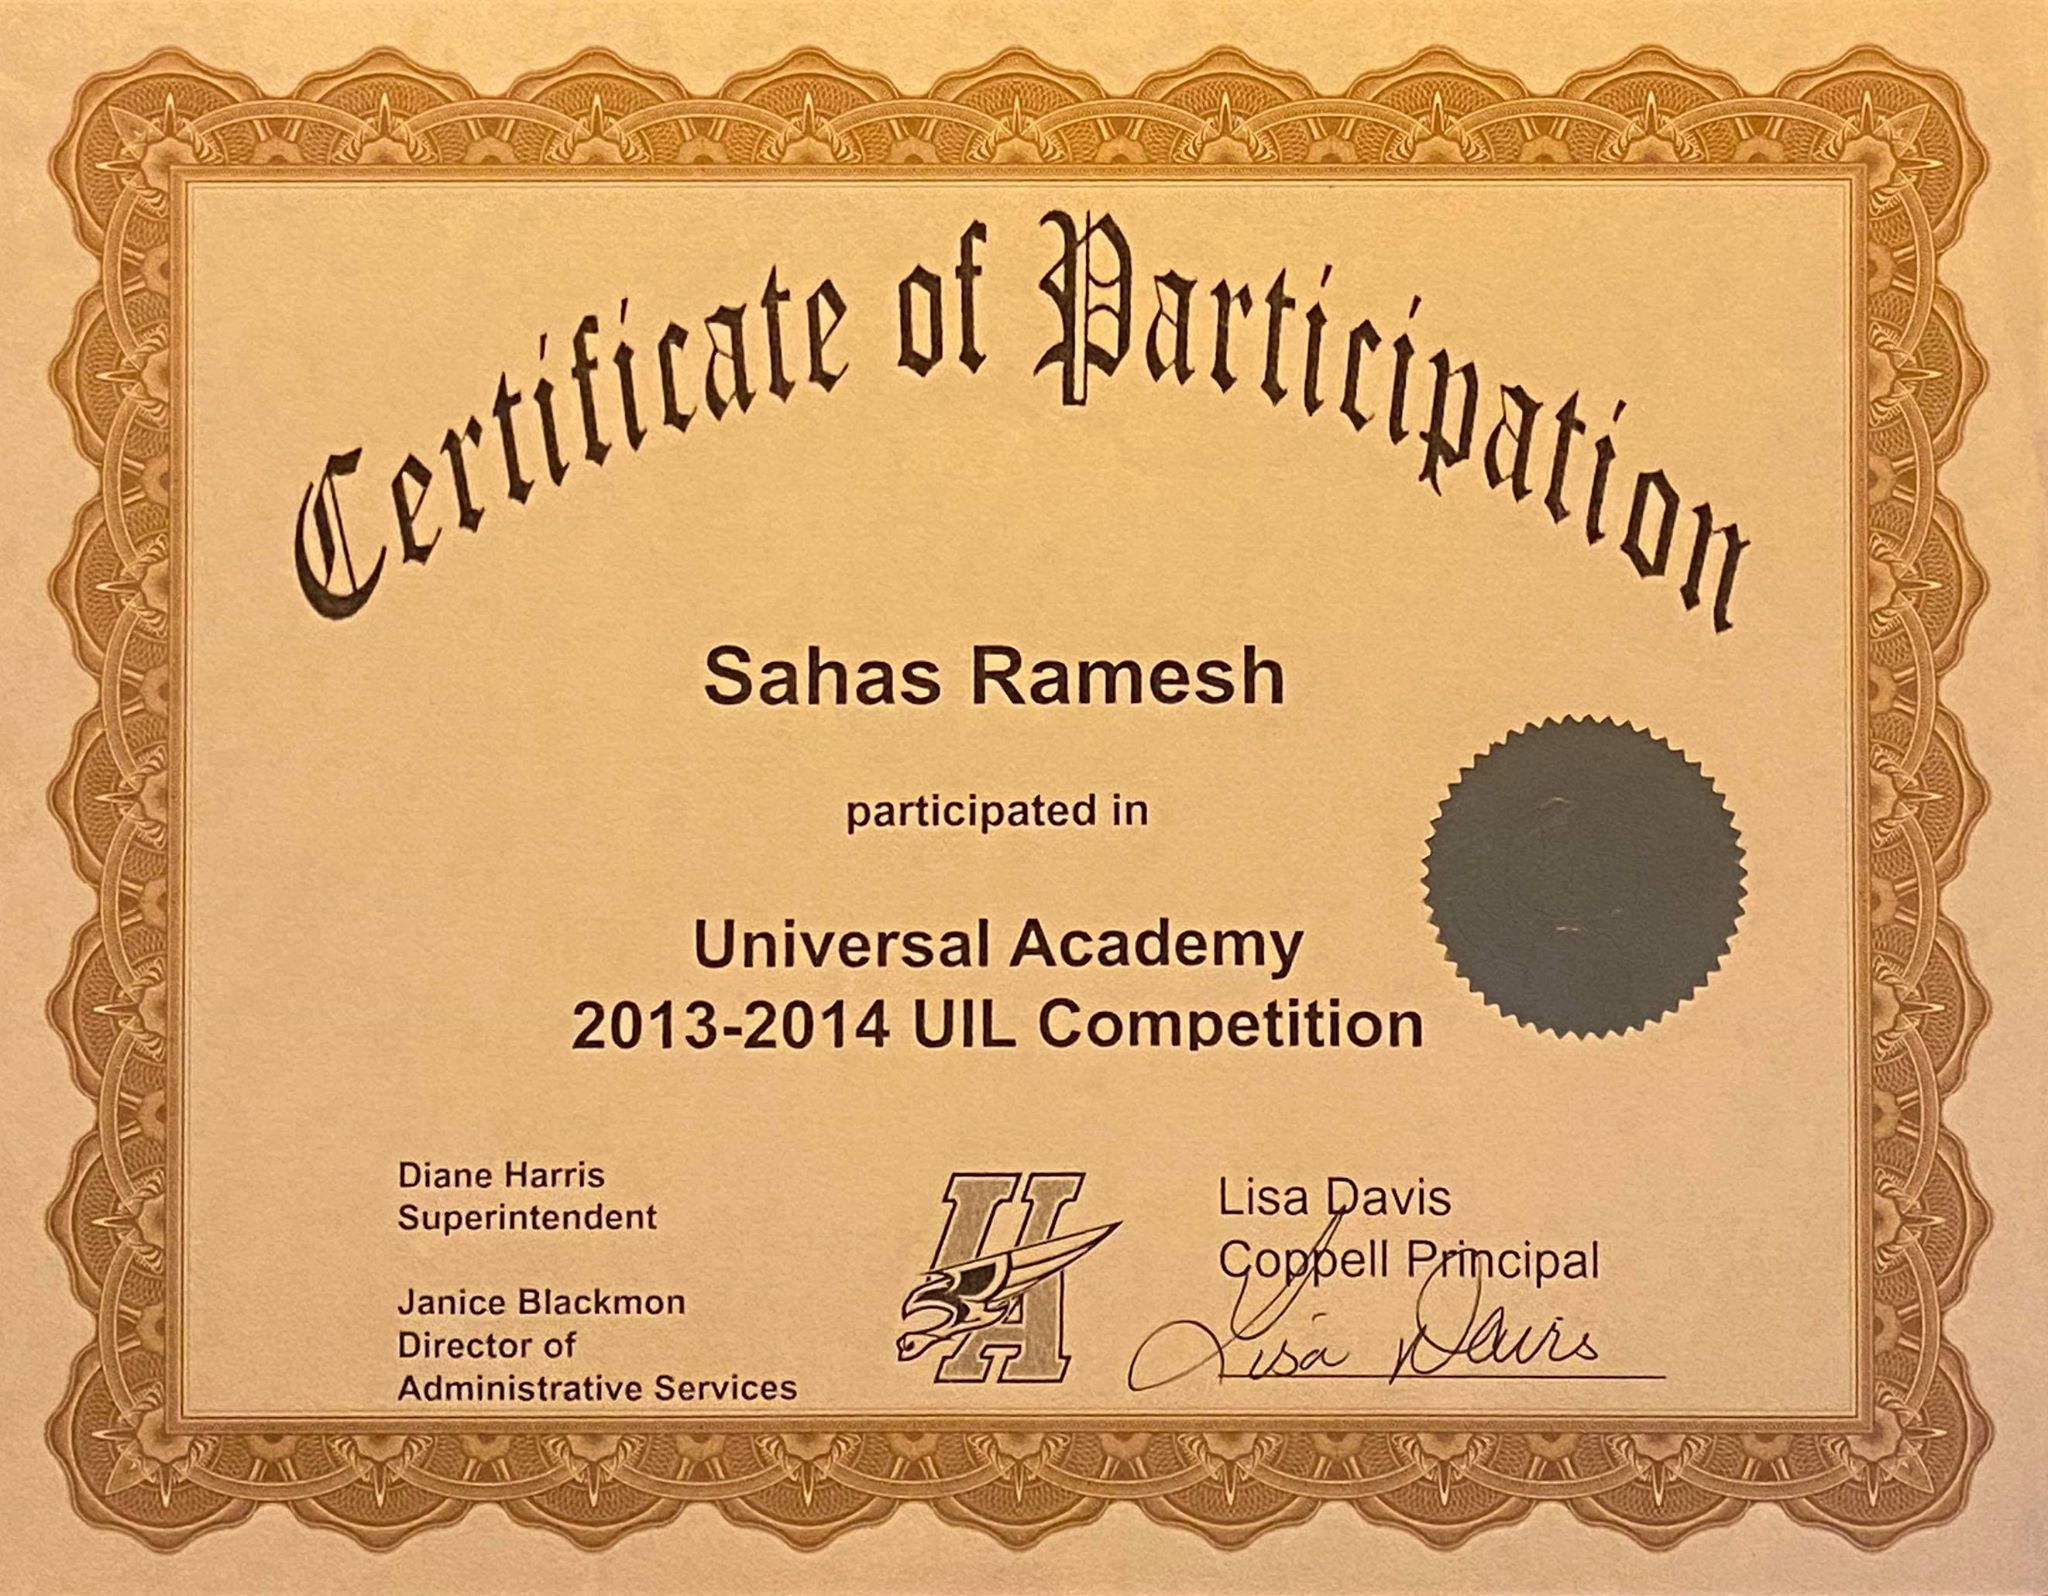 Certificate of Participation
Sahas Ramesh
participated in
Universal Academy
2013-2014 UIL Competition
Diane Harris
Superintendent
Janice Blackmon
Director of
Administrative Services
UA
Lisa Davis
Coppell Principal
Lisa Davis